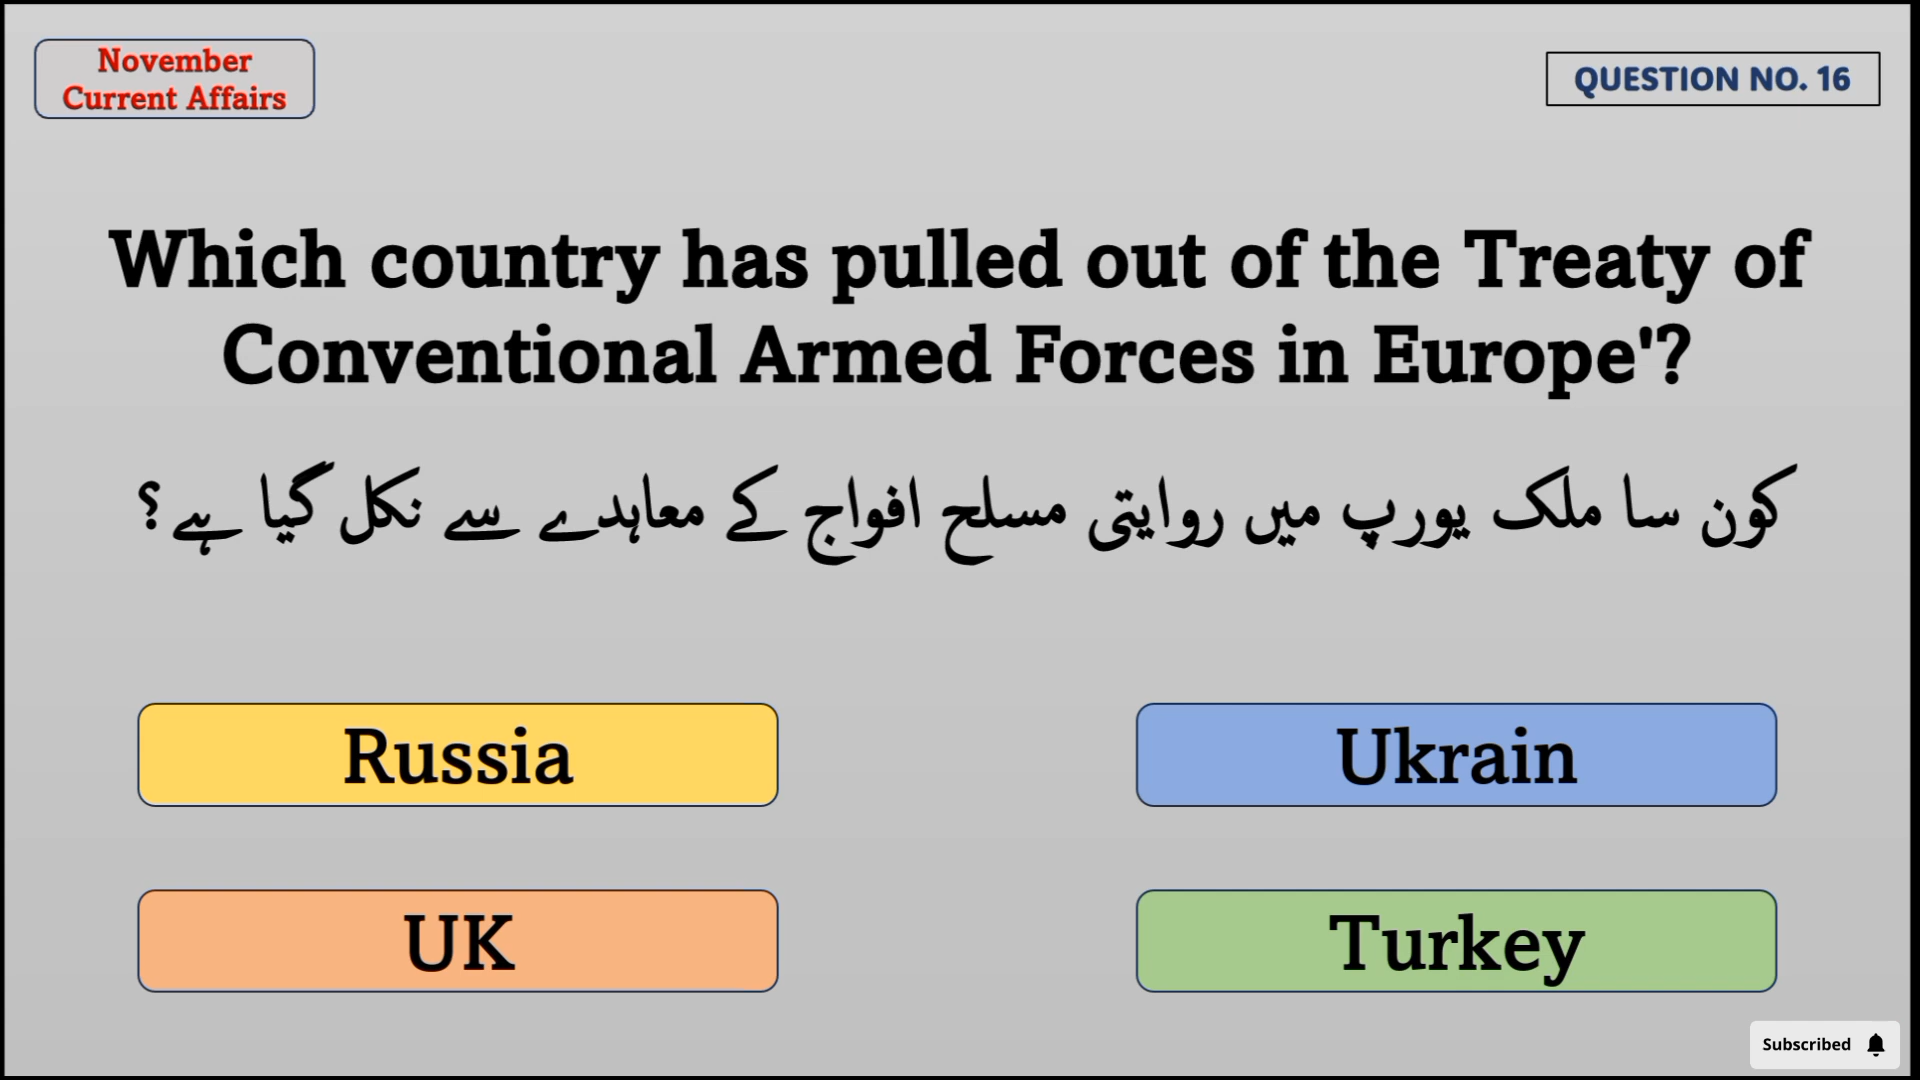 November
Current Affairs
QUESTION NO. 16
Which country has pulled out of the Treaty of
Conventional Armed Forces in Europe'?
کون سا ملک یورپ میں روایتی مسلح افواج کے معاہدے سے نکل گیا ہے؟
Russia
Ukrain
UK
Turkey
Subscribed